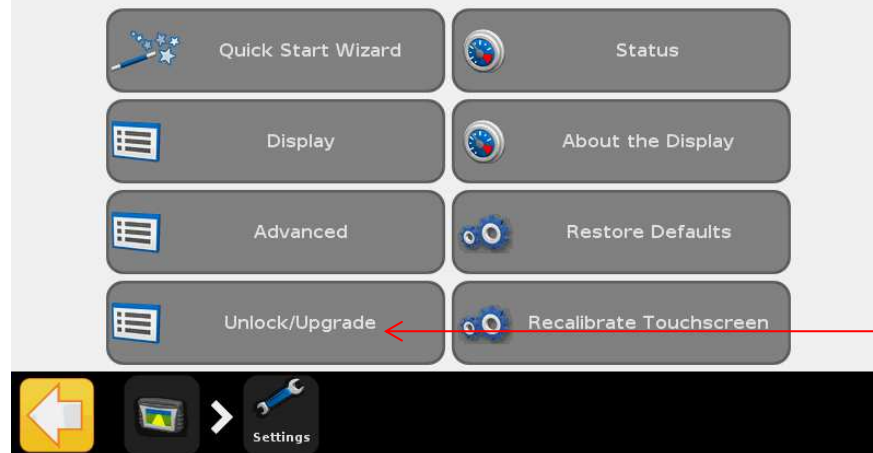 Quick Start Wizard
Status
Display
About the Display
Advanced
Restore Defaults
Unlock/Upgrade
Recalibrate Touchscreen
Settings